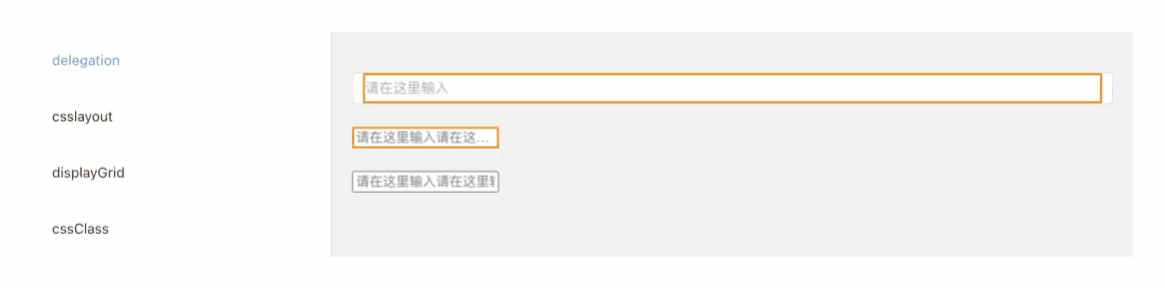 delegation
请在这里输入
csslayout
请在这里输入请在这...
displayGrid
请在这里输入请在这里
cssClass